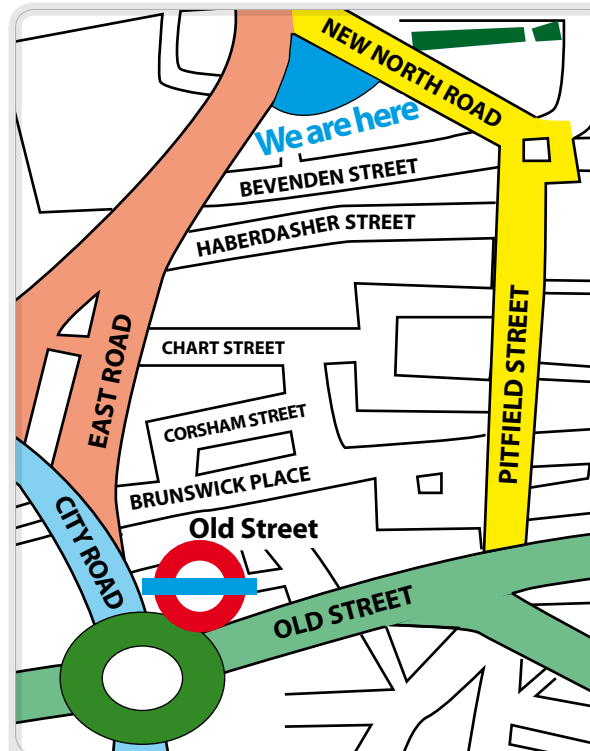 NEW NORTH ROAD
We are here
BEVENDEN STREET
HABERDASHER STREET
CHART STREET
EAST ROAD
PITFIELD STREET
CORSHAM STREET
BRUNSWICK PLACE
CITY ROAD
Old Street
OLD STREET